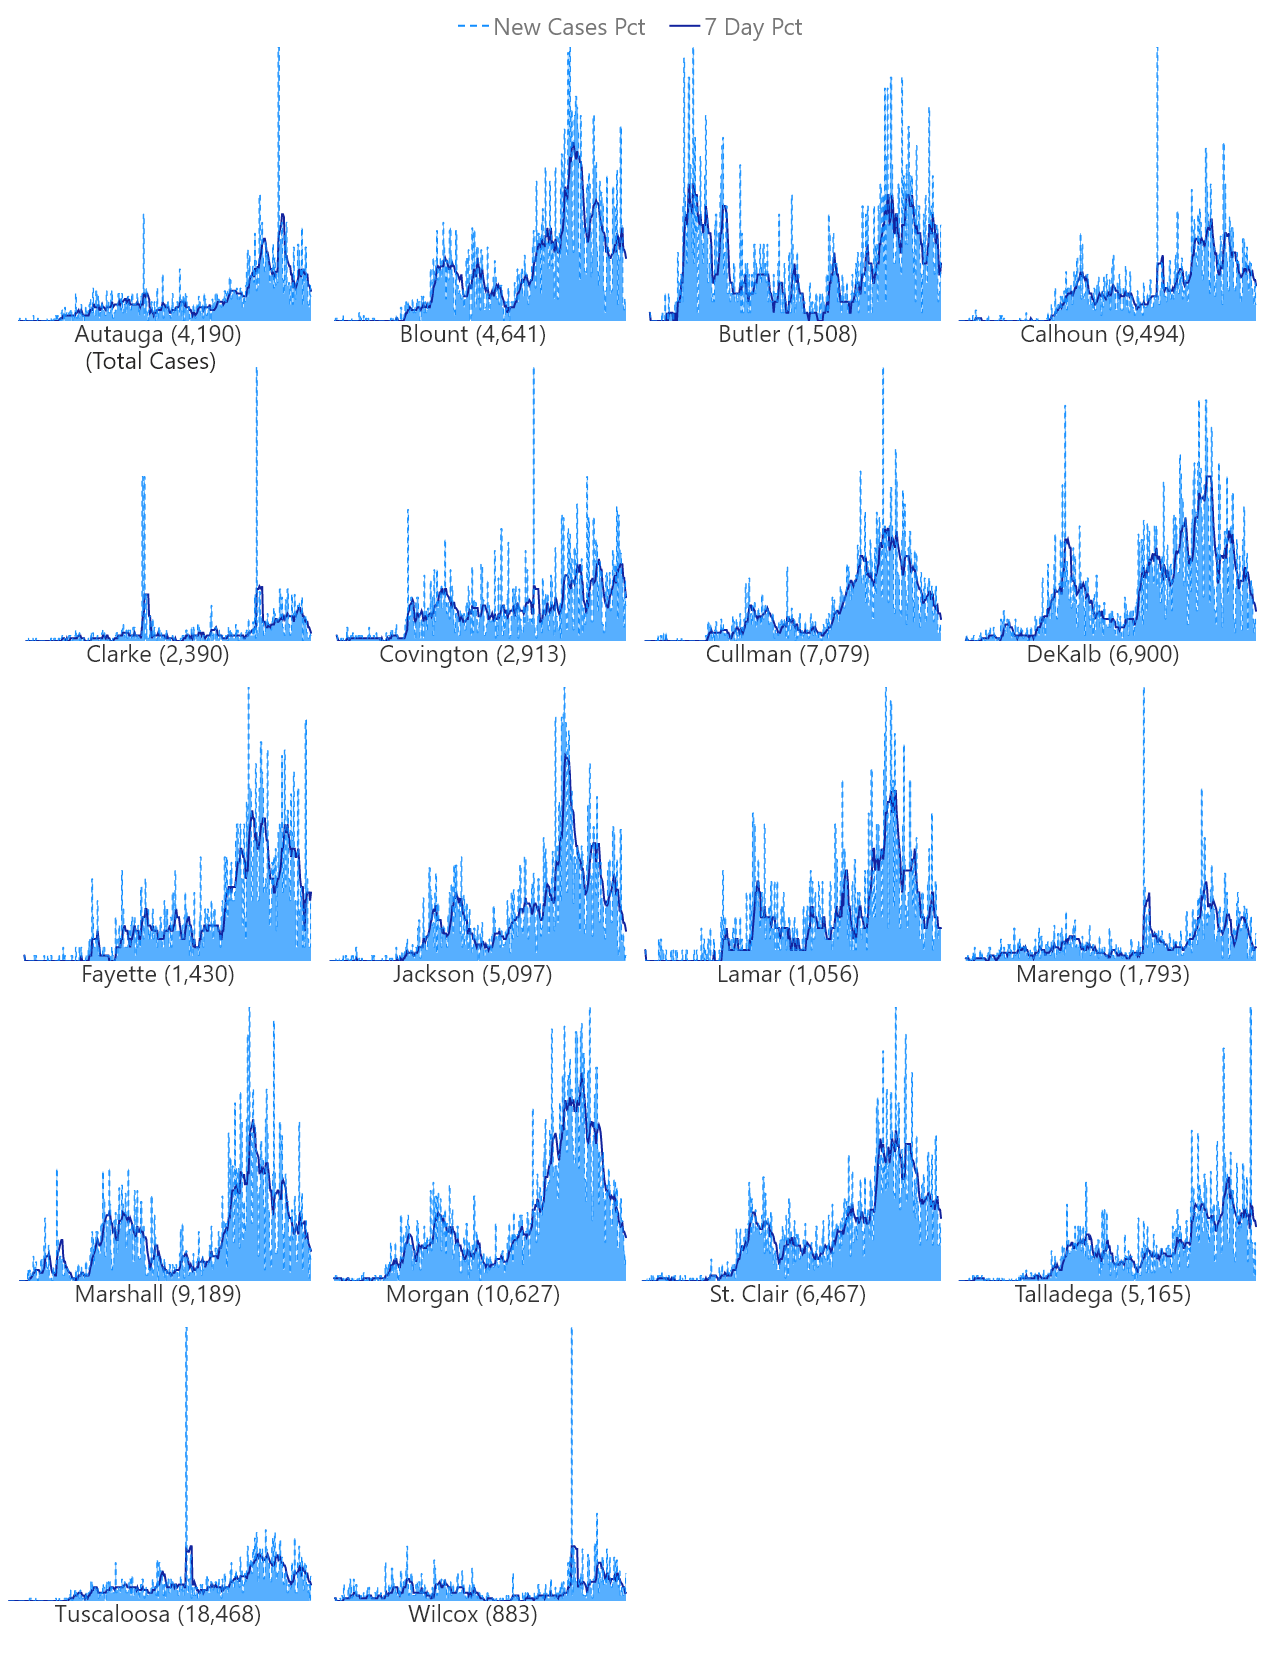 New Cases Pct 7 Day Pct
Autauga (4,190)
(Total Cases)
Blount (4,641)
Butler (1,508)
Calhoun (9,494)
Clarke (2,390)
Covington (2,913)
Cullman (7,079)
DeKalb (6,900)
Fayette (1,430)
Jackson (5,097)
Lamar (1,056)
Marengo (1,793)
Marshall (9,189)
Morgan (10,627)
St. Clair (6,467)
Talladega (5,165)
Tuscaloosa (18,468)
Wilcox (883)